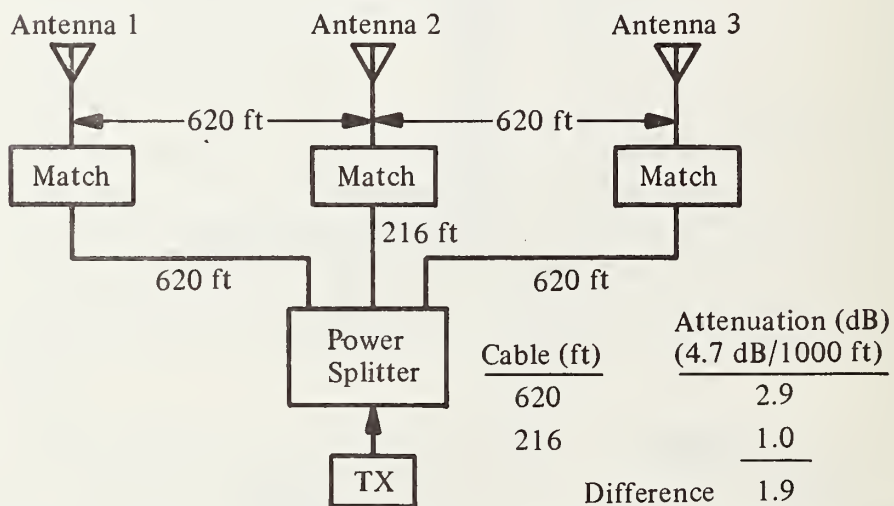 Antenna 1
Antenna 2
Antenna 3
620 ft
620 ft
Match
Match
Match
216 ft
620 ft
620 ft
Power
Splitter
TX
Cable (ft)
Attenuation (dB)
(4.7 dB/1000 ft)
620
2.9
216
1.0
Difference 1.9